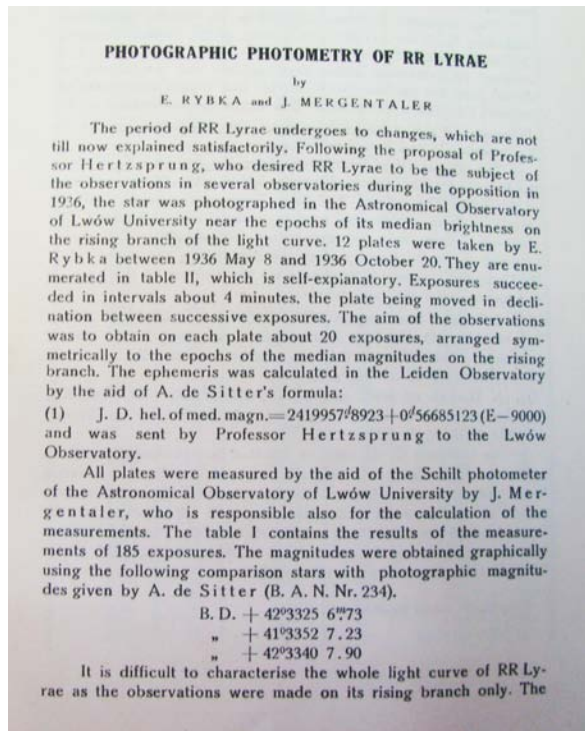 PHOTOGRAPHIC PHOTOMETRY OF RR LYRAE
by
E. RYBKA and J. MERGENTALER
The period of RR Lyrae undergoes to changes, which are not
till now explained satisfactorily. Following the proposal of Profes-
sor Hertzsprung, who desired RR Lyrae to be the subject of
the observations in several observatories during the opposition in
1936, the star was photographed in the Astronomical Observatory
of Lwów University near the epochs of its median brightness on
the rising branch of the light curve. 12 plates were taken by E.
Rybka between 1936 May 8 and 1936 October 20. They are enu-
merated in table II, which is self-explanatory. Exposures succee-
ded in intervals about 4 minutes, the plate being moved in decli-
nation between successive exposures. The aim of the observations
was to obtain on each plate about 20 exposures, arranged sym-
metrically to the epochs of the median magnitudes on the rising
branch. The ephemeris was calculated in the Leiden Observatory
by the aid of A. de Sitter's formula:
(1) J. D. hel. of med. magn.=2419957ᵈ8923+0ᵈ56685123 (E−9000)
and was sent by Professor Hertzsprung to the Lwów
Observatory.
All plates were measured by the aid of the Schilt photometer
of the Astronomical Observatory of Lwów University by J. Mer-
gentaler, who is responsible also for the calculation of the
measurements. The table I contains the results of the measure-
ments of 185 exposures. The magnitudes were obtained graphically
using the following comparison stars with photographic magnitu-
des given by A. de Sitter (B. A. N. Nr. 234).
B. D. + 42º3325 6ᵐ.73
„ + 41º3352 7.23
„ + 42º3340 7.90
It is difficult to characterise the whole light curve of RR Ly-
rae as the observations were made on its rising branch only. The